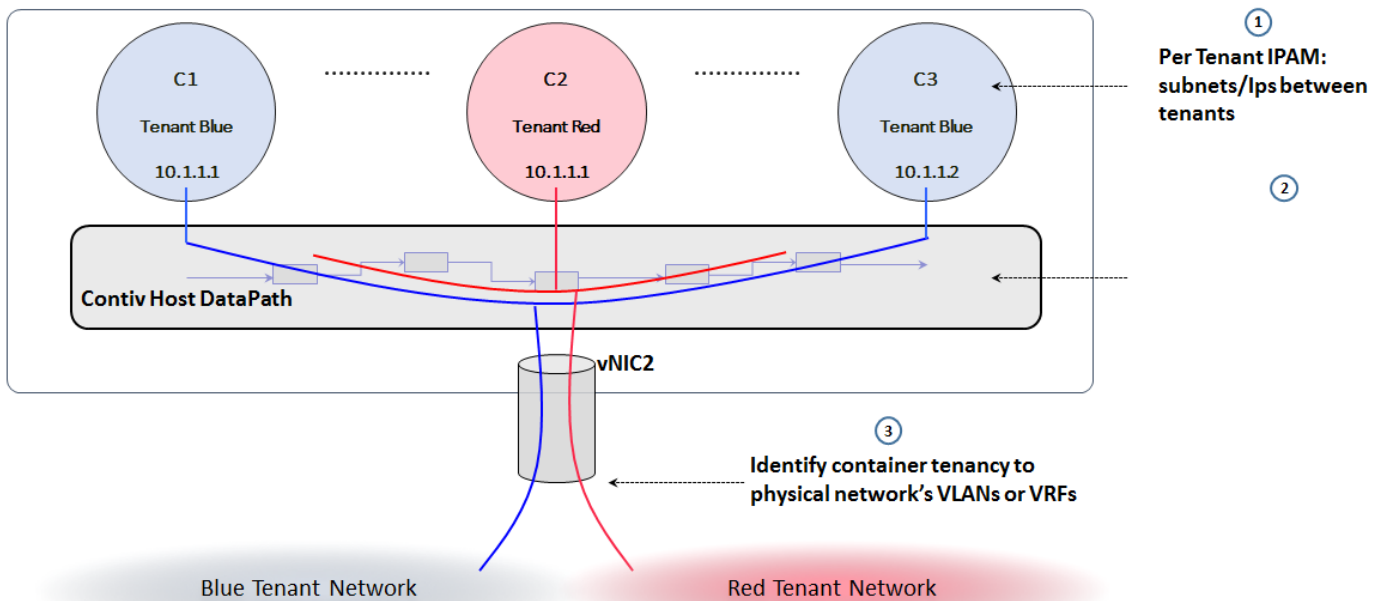 1
C1
C2
C3
Per Tenant IPAM:
subnets/Ips between
tenants
Tenant Blue
Tenant Red
Tenant Blue
10.1.1.1
10.1.1.1
10.1.1.2
2
Contiv Host DataPath
vNIC2
3
Identify container tenancy to
physical network's VLANs or VRFs
Blue Tenant Network
Red Tenant Network